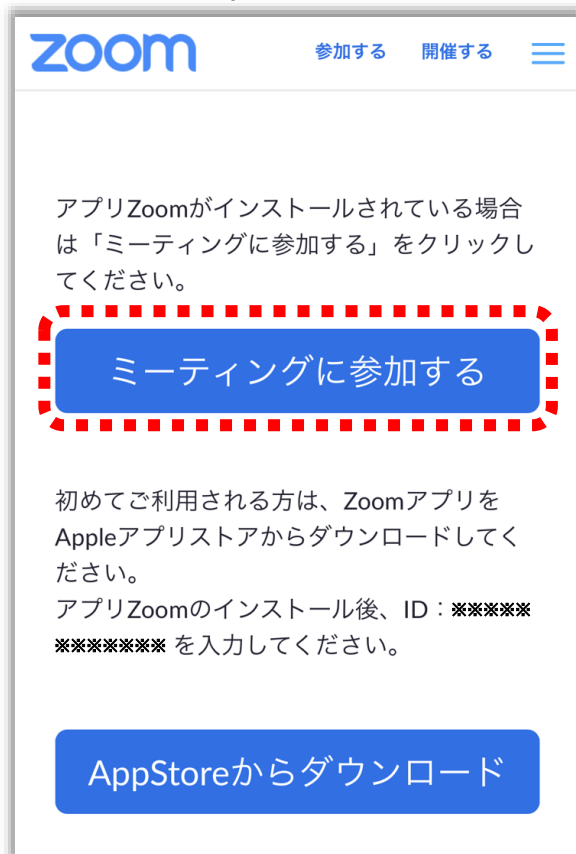 zoom 参加する 開催する
アプリZoomがインストールされている場合
は「ミーティングに参加する」をクリックし
てください。
ミーティングに参加する
初めてご利用される方は、Zoomアプリを
Appleアプリストアからダウンロードしてく
ださい。
アプリZoomのインストール後、ID：※※※※※
※※※※※※※ を入力してください。
AppStoreからダウンロード